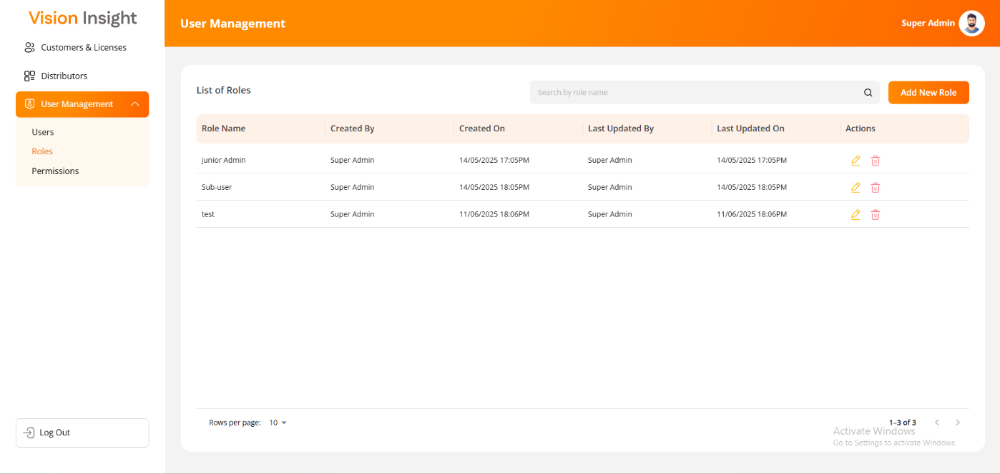 Vision Insight
Customers & Licenses
Distributors
User Management
Users
Roles
Permissions
Log Out
User Management
Super Admin
List of Roles
Search by role name
Add New Role
Role Name Created By Created On Last Updated By Last Updated On Actions
junior Admin Super Admin 14/05/2025 17:05PM Super Admin 14/05/2025 17:05PM
Sub-user Super Admin 14/05/2025 18:05PM Super Admin 14/05/2025 18:05PM
test Super Admin 11/06/2025 18:06PM Super Admin 11/06/2025 18:06PM
Rows per page: 10
1–3 of 3
Activate Windows
Go to Settings to activate Windows.